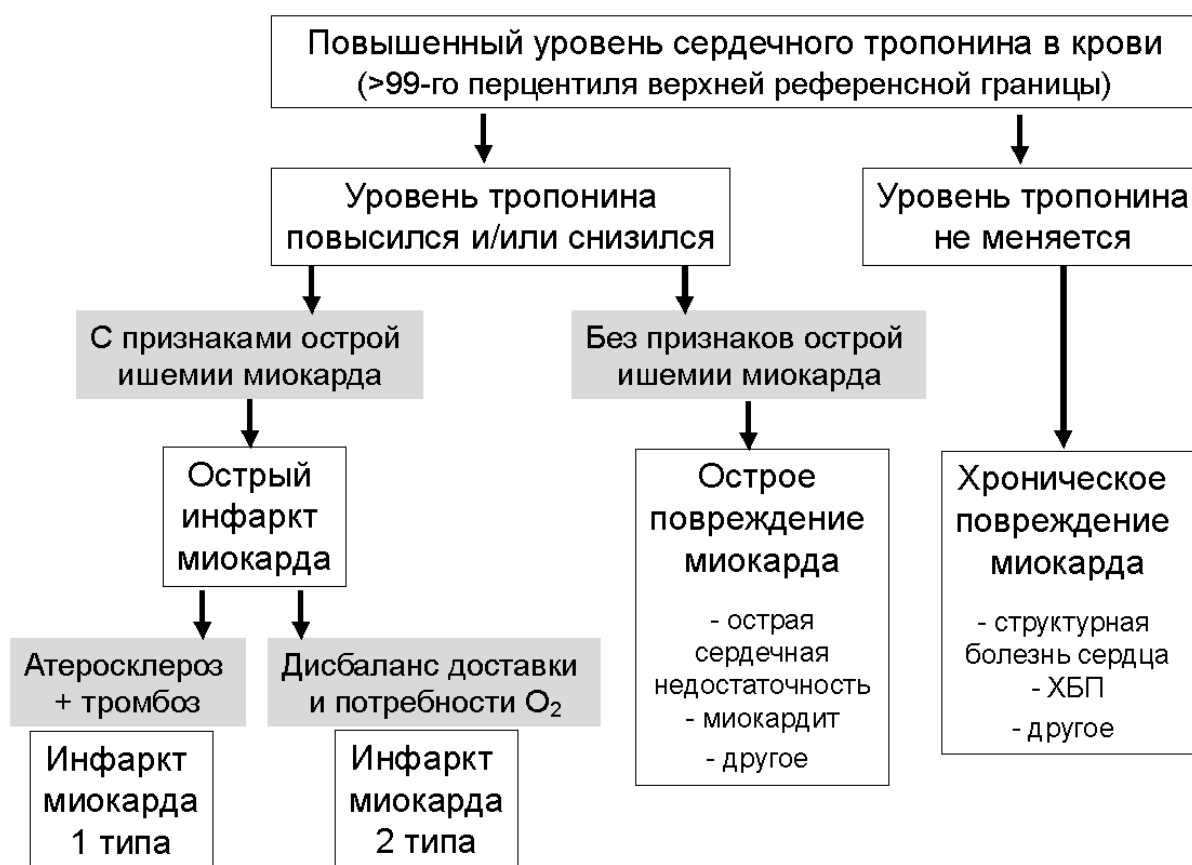 Повышенный уровень сердечного тропонина в крови
(>99-го перцентиля верхней референсной границы)
Уровень тропонина
повысился и/или снизился
Уровень тропонина
не меняется
С признаками острой
ишемии миокарда
Без признаков острой
ишемии миокарда
Острый
инфаркт
миокарда
Острое
повреждение
миокарда
- острая
сердечная
недостаточность
- миокардит
- другое
Хроническое
повреждение
миокарда
- структурная
болезнь сердца
- ХБП
- другое
Атеросклероз
+ тромбоз
Дисбаланс доставки
и потребности O₂
Инфаркт
миокарда
1 типа
Инфаркт
миокарда
2 типа